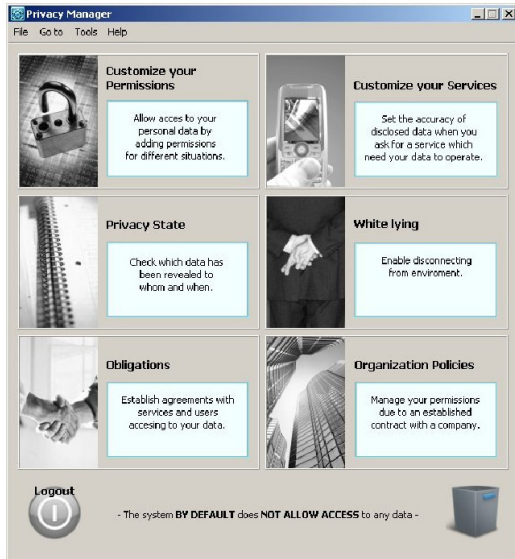 Privacy Manager
File Go to Tools Help
Customize your
Permissions
Allow acces to your
personal data by
adding permissions
for different situations.
Customize your Services
Set the accuracy of
disclosed data when you
ask for a service which
need your data to operate.
Privacy State
Check which data has
been revealed to
whom and when.
White lying
Enable disconnecting
from enviroment.
Obligations
Establish agreements with
services and users
accesing to your data.
Organization Policies
Manage your permissions
due to an established
contract with a company.
Logout
- The system BY DEFAULT does NOT ALLOW ACCESS to any data -